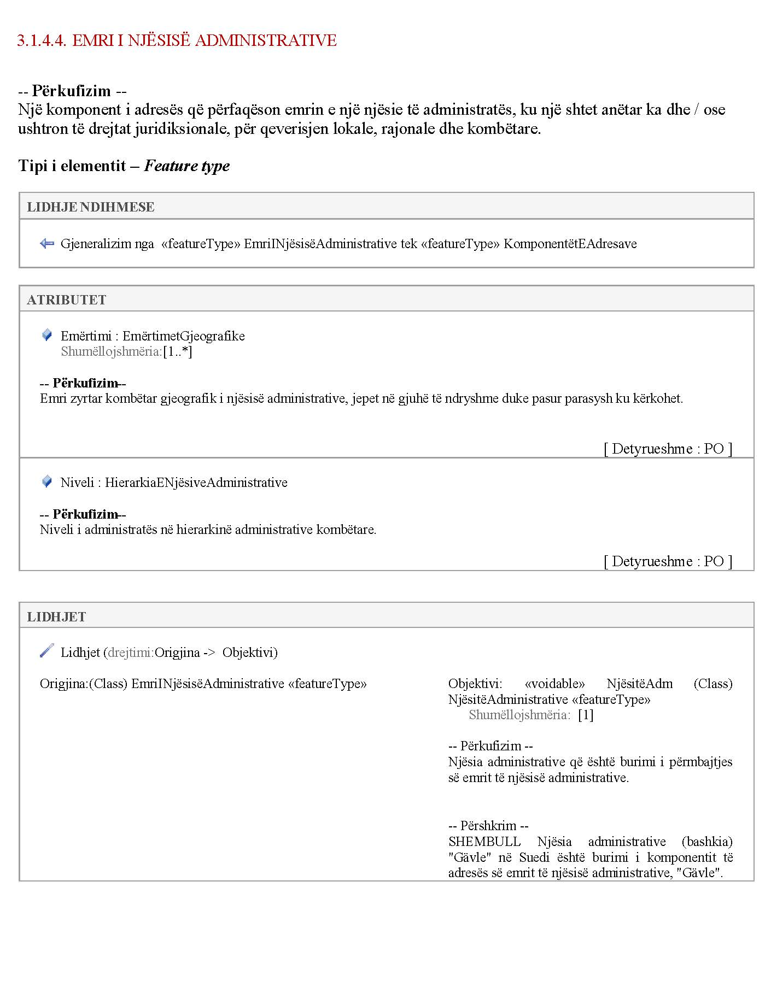 3.1.4.4. EMRI I NJËSISË ADMINISTRATIVE
-- Përkufizim --
Një komponent i adresës që përfaqëson emrin e një njësie të administratës, ku një shtet anëtar ka dhe / ose
ushtron të drejtat juridiksionale, për qeverisjen lokale, rajonale dhe kombëtare.
Tipi i elementit – Feature type
LIDHJE NDIHMESE
Gjeneralizim nga «featureType» EmriINjësisëAdministrative tek «featureType» KomponentëtEAdresave
ATRIBUTET
Emërtimi : EmërtimetGjeografike
Shumëllojshmëria:[1..*]
-- Përkufizim--
Emri zyrtar kombëtar gjeografik i njësisë administrative, jepet në gjuhë të ndryshme duke pasur parasysh ku kërkohet.
[ Detyrueshme : PO ]
Niveli : HierarkiaENjësiveAdministrative
-- Përkufizim--
Niveli i administratës në hierarkinë administrative kombëtare.
[ Detyrueshme : PO ]
LIDHJET
Lidhjet (drejtimi:Origjina -> Objektivi)
Origjina:(Class) EmriINjësisëAdministrative «featureType»
Objektivi: «voidable» NjësitëAdm (Class)
NjësitëAdministrative «featureType»
Shumëllojshmëria: [1]
-- Përkufizim --
Njësia administrative që është burimi i përmbajtjes
së emrit të njësisë administrative.
-- Përshkrim --
SHEMBULL Njësia administrative (bashkia)
"Gävle" në Suedi është burimi i komponentit të
adresës së emrit të njësisë administrative, "Gävle".